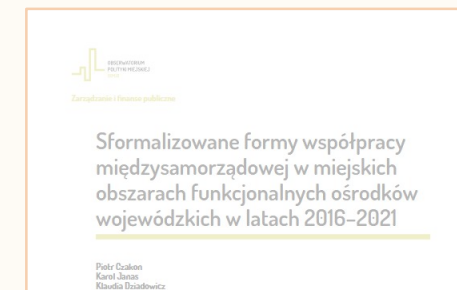 OBSERWATORIUM
POLITYKI MIEJSKIEJ
Zarządzanie i finanse publiczne
Sformalizowane formy współpracy
międzysamorządowej w miejskich
obszarach funkcjonalnych ośrodków
wojewódzkich w latach 2016–2021
Piotr Czakon
Karol Janas
Klaudia Dziadowicz